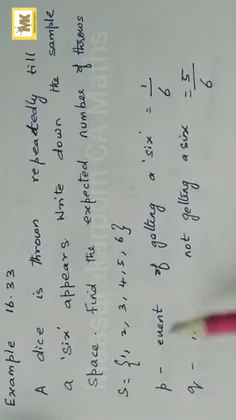 Example 16.33
A dice is thrown repeatedly till
a 'six' appears. Write down the sample
space. Find the expected number of throws
S = {1, 2, 3, 4, 5, 6}
p - event of gotting a 'six' = 1/6
q - " not getting a six = 5/6